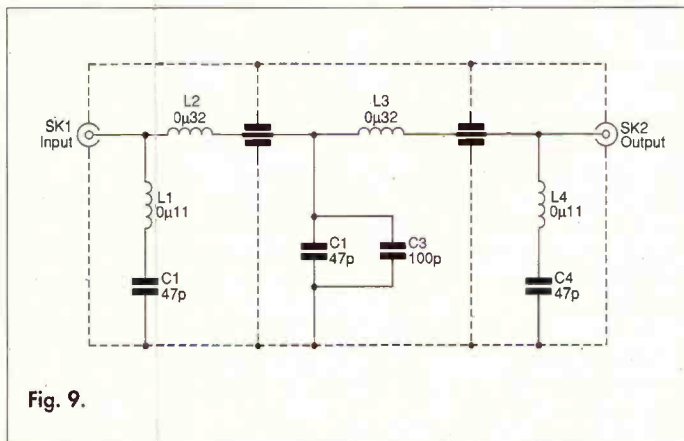 L2
0µ32
L3
0µ32
SK1
Input
SK2
Output
L1
0µ11
L4
0µ11
C1
47p
C3
100p
C1
47p
C4
47p
Fig. 9.